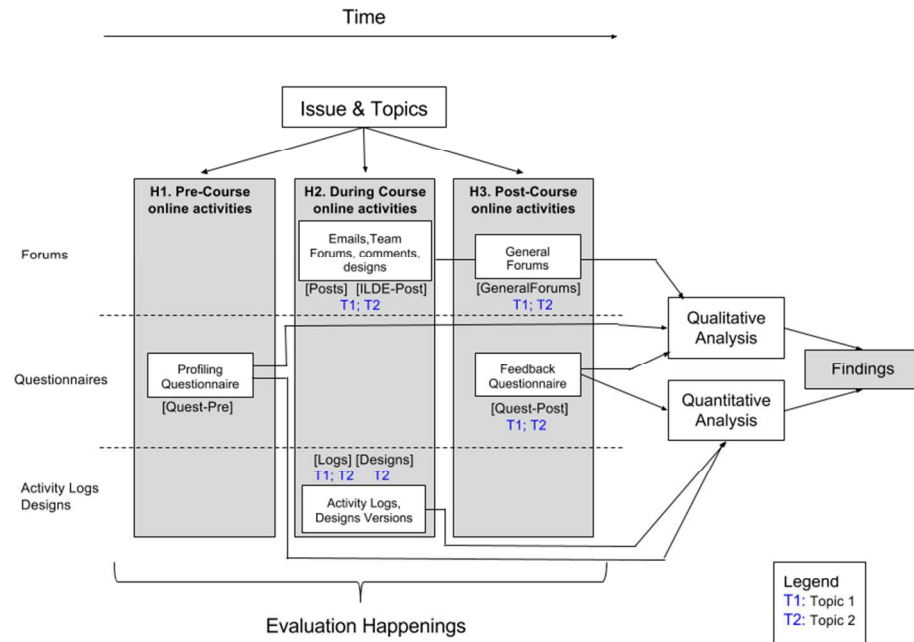 Time
Issue & Topics
H1. Pre-Course
online activities
H2. During Course
online activities
H3. Post-Course
online activities
Forums
Emails,Team
Forums, comments,
designs
[Posts] [ILDE-Post]
T1; T2
General
Forums
[GeneralForums]
T1; T2
Qualitative
Analysis
Questionnaires
Profiling
Questionnaire
[Quest-Pre]
Feedback
Questionnaire
[Quest-Post]
T1; T2
Quantitative
Analysis
Findings
Activity Logs
Designs
[Logs] [Designs]
T1; T2 T2
Activity Logs,
Designs Versions
Evaluation Happenings
Legend
T1: Topic 1
T2: Topic 2